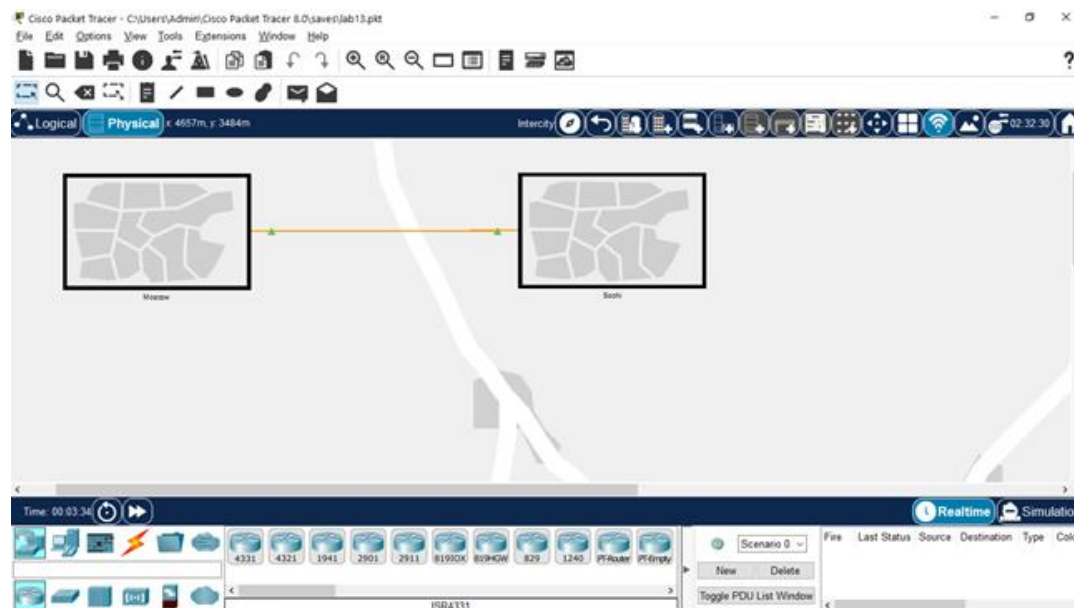 Cisco Packet Tracer - C:\Users\Admin\Cisco Packet Tracer 8.0\saves\lab13.pkt
File Edit Options View Tools Extensions Window Help
?
Logical Physical x: 4657m, y: 3484m Intercity 02:32:30
Moscow Sochi
Time: 00:03:34 Realtime Simulatio
4331 4321 1941 2901 2911 819IOX 819HGW 829 1240 PT-Router PT-Empty
ISR4331
Scenario 0
New Delete
Toggle PDU List Window
Fire Last Status Source Destination Type Colo